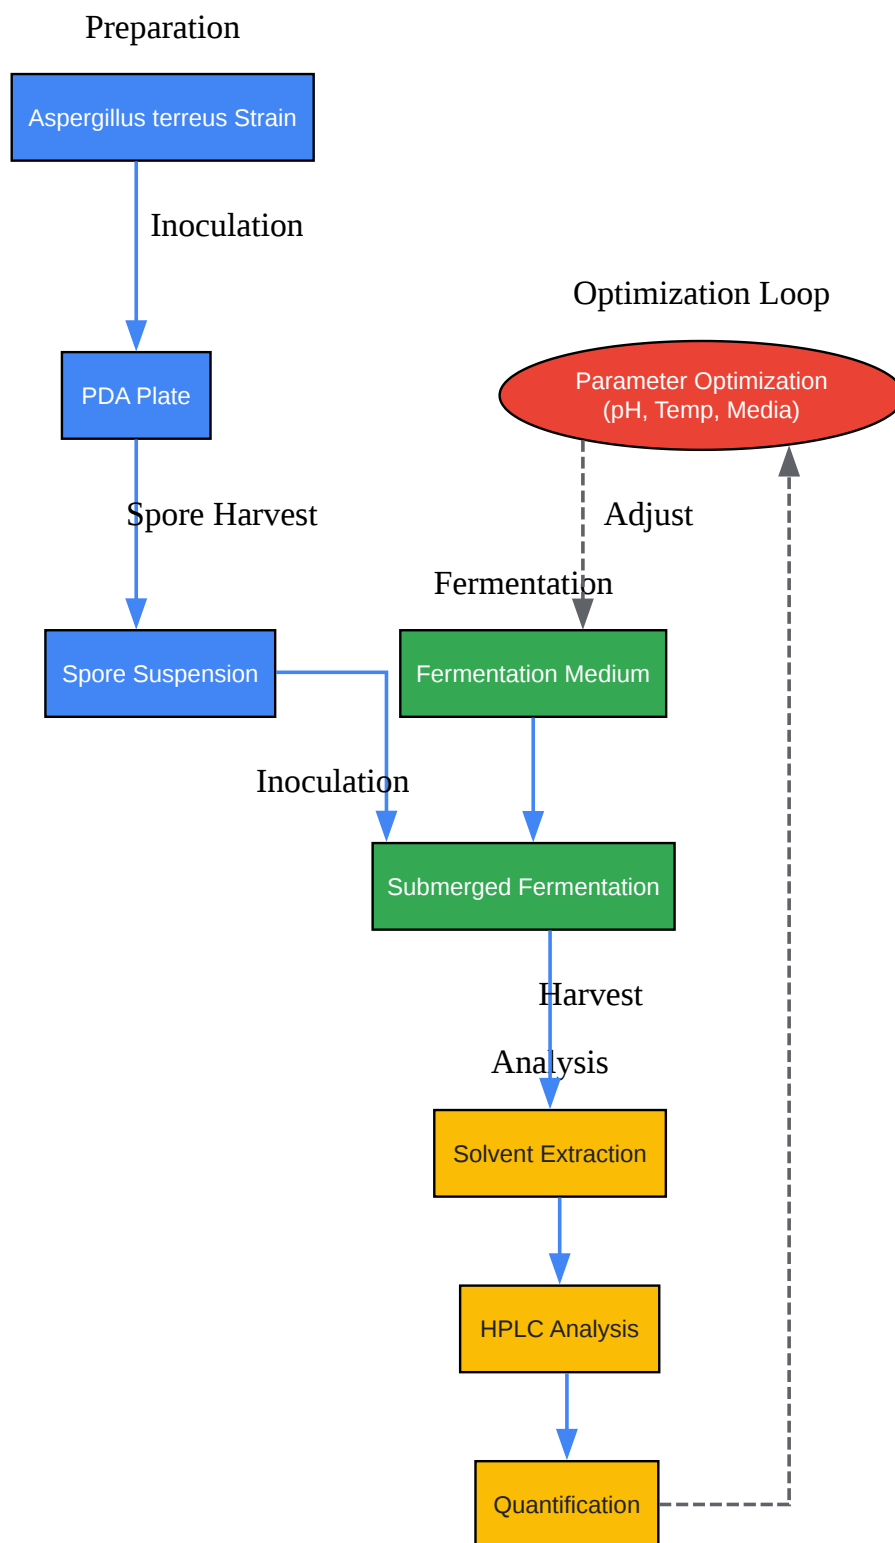 Preparation
Aspergillus terreus Strain
Inoculation
Optimization Loop
Parameter Optimization
(pH, Temp, Media)
PDA Plate
Spore Harvest
Adjust
Fermentation
Spore Suspension
Fermentation Medium
Inoculation
Submerged Fermentation
Harvest
Analysis
Solvent Extraction
HPLC Analysis
Quantification